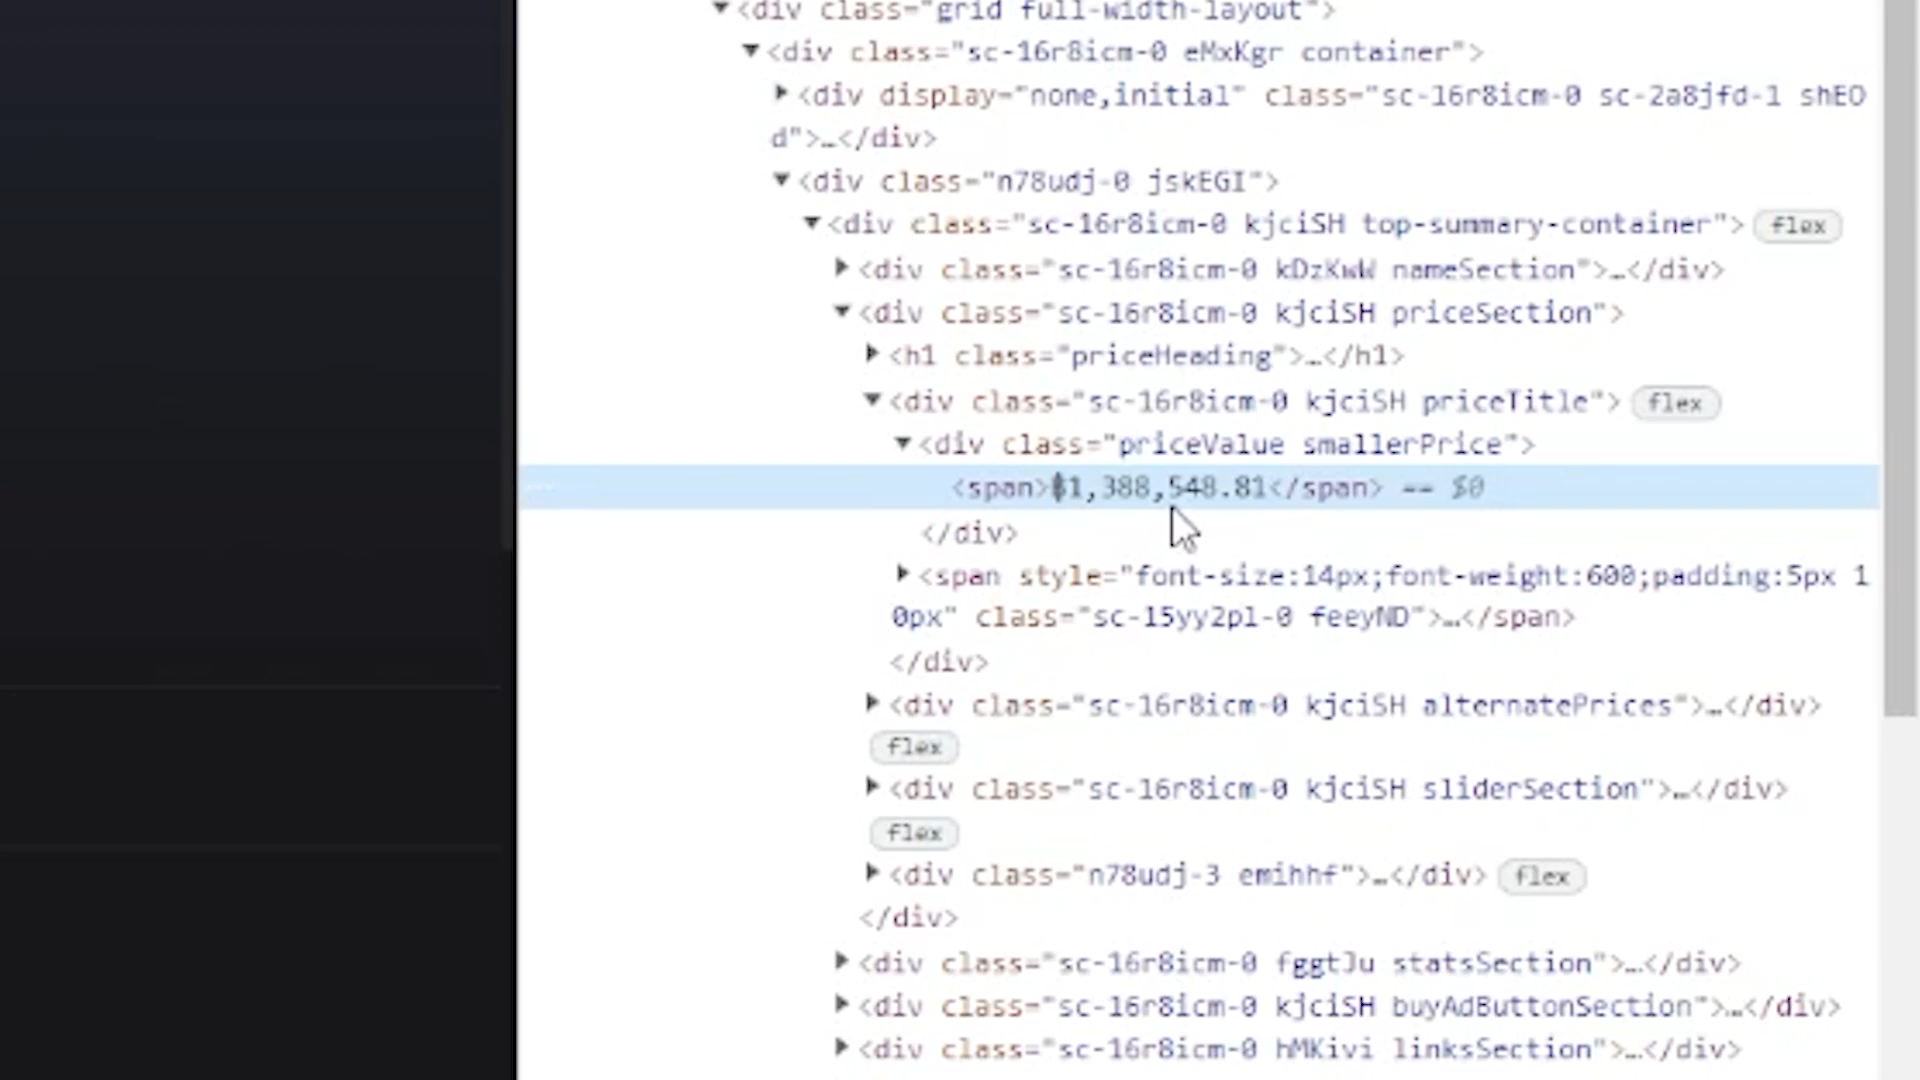 <div class="grid full-width-layout">
<div class="sc-16r8icm-0 eMxKgr container">
<div display="none,initial" class="sc-16r8icm-0 sc-2a8jfd-1 shEO
d">…</div>
<div class="n78udj-0 jskEGI">
<div class="sc-16r8icm-0 kjciSH top-summary-container"> flex
<div class="sc-16r8icm-0 kDzKwW nameSection">…</div>
<div class="sc-16r8icm-0 kjciSH priceSection">
<h1 class="priceHeading">…</h1>
<div class="sc-16r8icm-0 kjciSH priceTitle"> flex
<div class="priceValue smallerPrice">
<span>฿1,388,548.81</span> == $0
</div>
<span style="font-size:14px;font-weight:600;padding:5px 1
0px" class="sc-15yy2pl-0 feeyND">…</span>
</div>
<div class="sc-16r8icm-0 kjciSH alternatePrices">…</div>
flex
<div class="sc-16r8icm-0 kjciSH sliderSection">…</div>
flex
<div class="n78udj-3 emihhf">…</div> flex
</div>
<div class="sc-16r8icm-0 fggtJu statsSection">…</div>
<div class="sc-16r8icm-0 kjciSH buyAdButtonSection">…</div>
<div class="sc-16r8icm-0 hMKivi linksSection">…</div>